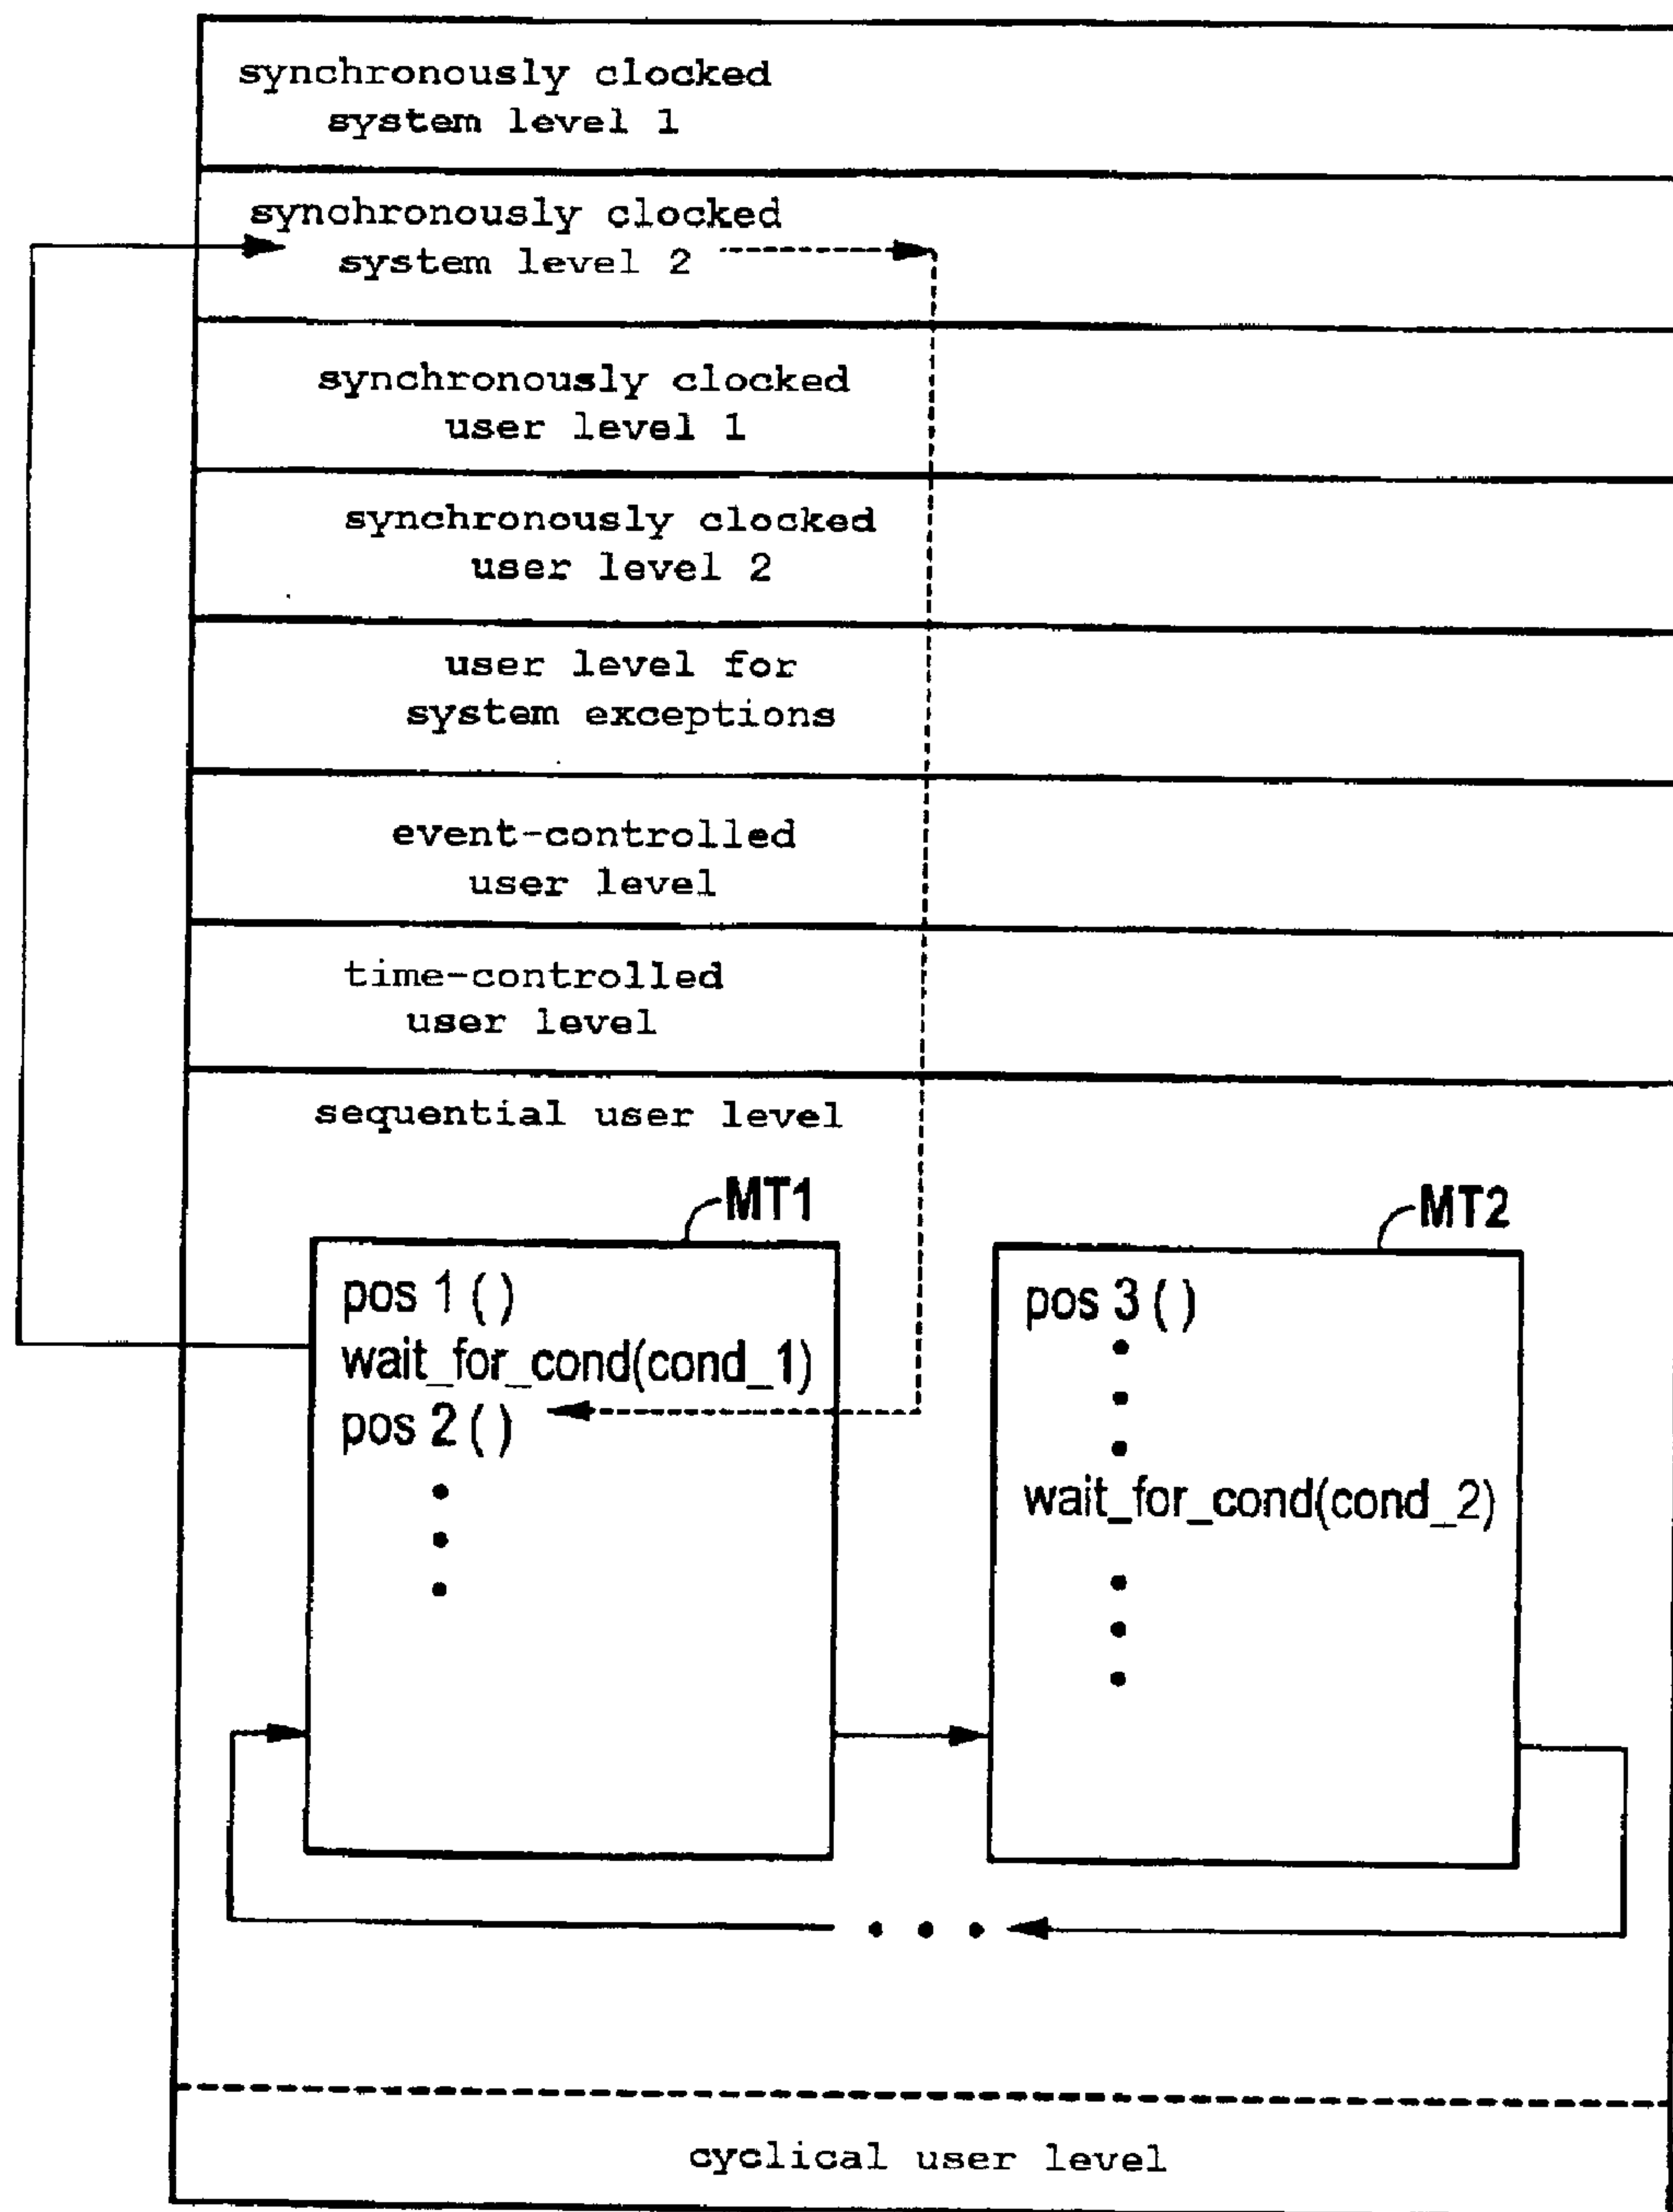 synchronously clocked
system level 1
synchronously clocked
system level 2
synchronously clocked
user level 1
synchronously clocked
user level 2
user level for
system exceptions
event-controlled
user level
time-controlled
user level
sequential user level
MT1
MT2
pos 1 ( )
wait_for_cond(cond_1)
pos 2 ( )
pos 3 ( )
wait_for_cond(cond_2)
cyclical user level